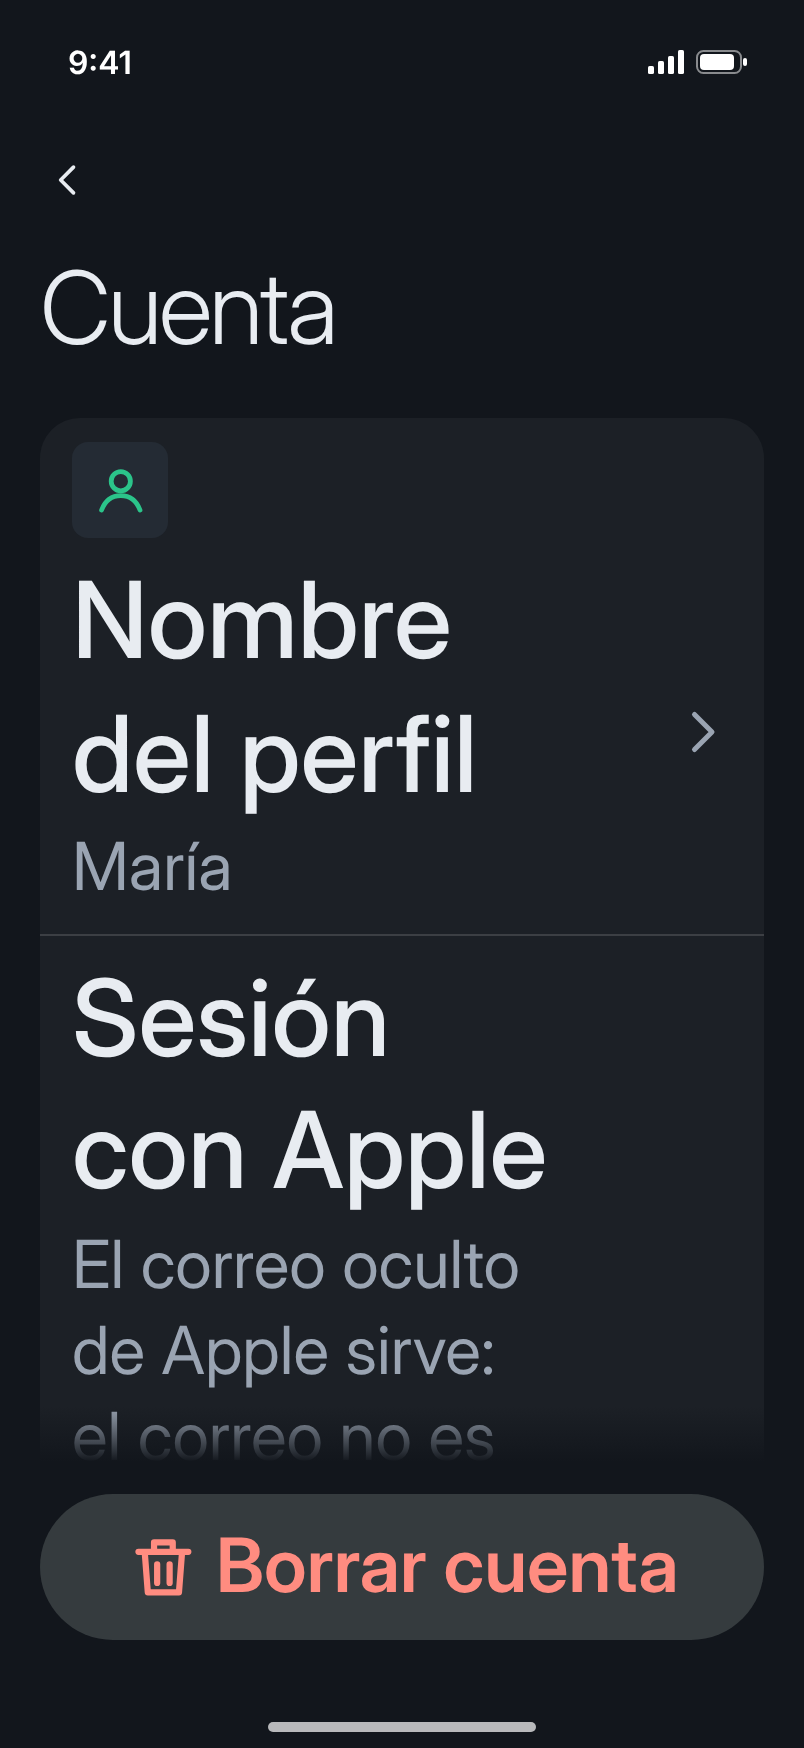 9:41
Cuenta
Nombre
del perfil
María
Sesión
con Apple
El correo oculto
de Apple sirve:
el correo no es
Borrar cuenta